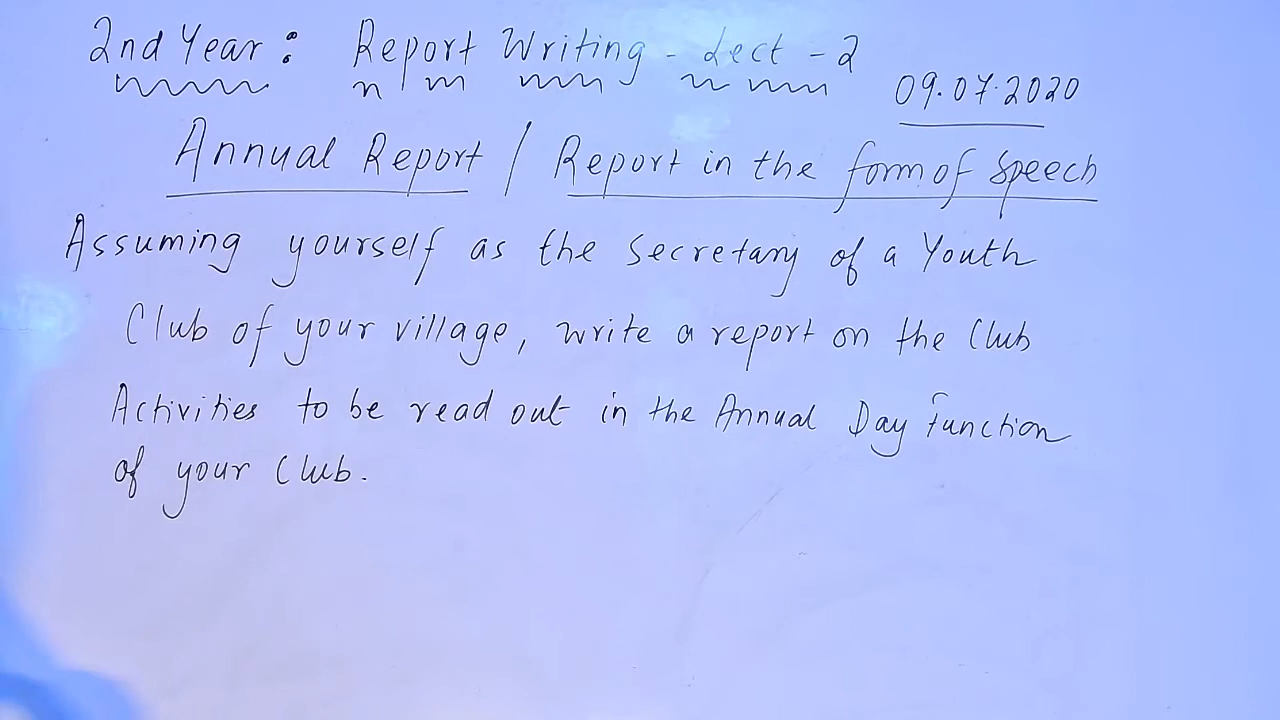 2nd Year: Report Writing - Lect - 2
09.07.2020
Annual Report / Report in the form of Speech
Assuming yourself as the Secretary of a Youth
Club of your village, write a report on the Club
Activities to be read out in the Annual Day Function
of your Club.